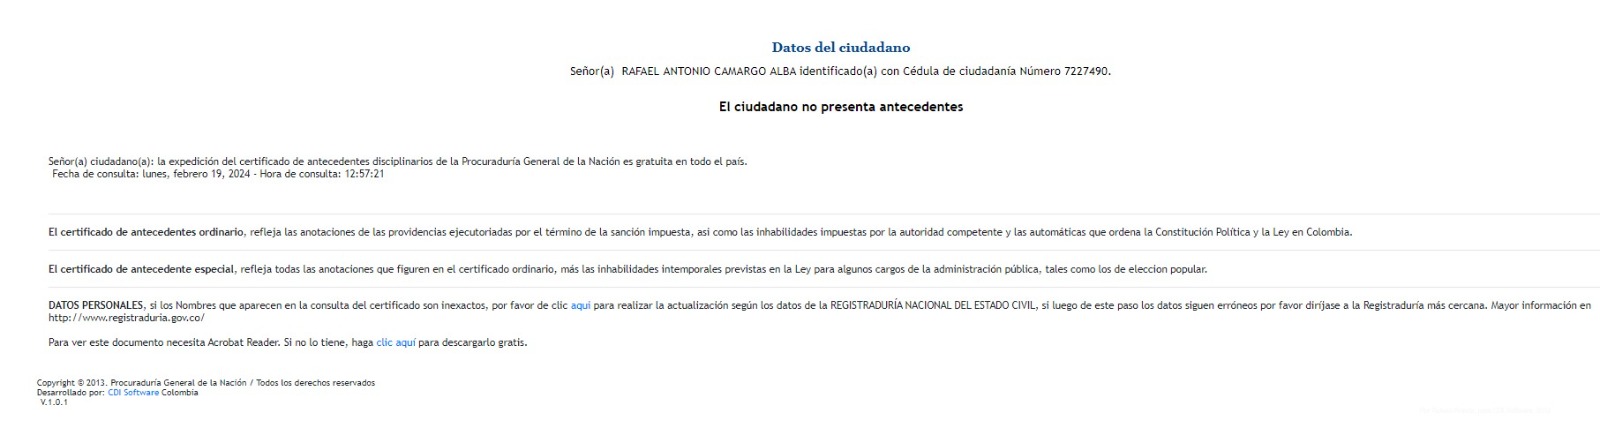 Datos del ciudadano
Señor(a) RAFAEL ANTONIO CAMARGO ALBA identificado(a) con Cédula de ciudadanía Número 7227490.
El ciudadano no presenta antecedentes
Señor(a) ciudadano(a): la expedición del certificado de antecedentes disciplinarios de la Procuraduría General de la Nación es gratuita en todo el país.
Fecha de consulta: lunes, febrero 19, 2024 - Hora de consulta: 12:57:21
El certificado de antecedentes ordinario, refleja las anotaciones de las providencias ejecutoriadas por el término de la sanción impuesta, asi como las inhabilidades impuestas por la autoridad competente y las automáticas que ordena la Constitución Política y la Ley en Colombia.
El certificado de antecedente especial, refleja todas las anotaciones que figuren en el certificado ordinario, más las inhabilidades intemporales previstas en la Ley para algunos cargos de la administración pública, tales como los de eleccion popular.
DATOS PERSONALES, si los Nombres que aparecen en la consulta del certificado son inexactos, por favor de clic aquí para realizar la actualización según los datos de la REGISTRADURÍA NACIONAL DEL ESTADO CIVIL, si luego de este paso los datos siguen erróneos por favor diríjase a la Registraduría más cercana. Mayor información en
http://www.registraduria.gov.co/
Para ver este documento necesita Acrobat Reader. Si no lo tiene, haga clic aquí para descargarlo gratis.
Copyright © 2013. Procuraduría General de la Nación / Todos los derechos reservados
Desarrollado por: CDI Software Colombia
V.1.0.1